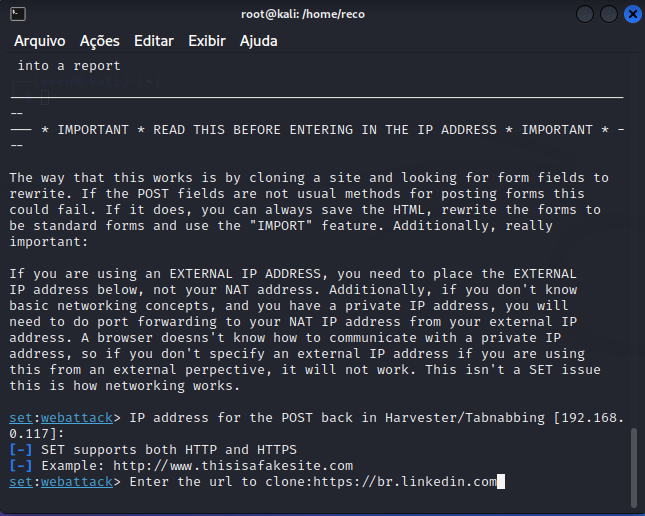 root@kali: /home/reco
Arquivo Ações Editar Exibir Ajuda
into a report
--
--- * IMPORTANT * READ THIS BEFORE ENTERING IN THE IP ADDRESS * IMPORTANT * -
--
The way that this works is by cloning a site and looking for form fields to
rewrite. If the POST fields are not usual methods for posting forms this
could fail. If it does, you can always save the HTML, rewrite the forms to
be standard forms and use the "IMPORT" feature. Additionally, really
important:
If you are using an EXTERNAL IP ADDRESS, you need to place the EXTERNAL
IP address below, not your NAT address. Additionally, if you don't know
basic networking concepts, and you have a private IP address, you will
need to do port forwarding to your NAT IP address from your external IP
address. A browser doesns't know how to communicate with a private IP
address, so if you don't specify an external IP address if you are using
this from an external perpective, it will not work. This isn't a SET issue
this is how networking works.
set:webattack> IP address for the POST back in Harvester/Tabnabbing [192.168.
0.117]:
[-] SET supports both HTTP and HTTPS
[-] Example: http://www.thisisafakesite.com
set:webattack> Enter the url to clone:https://br.linkedin.com